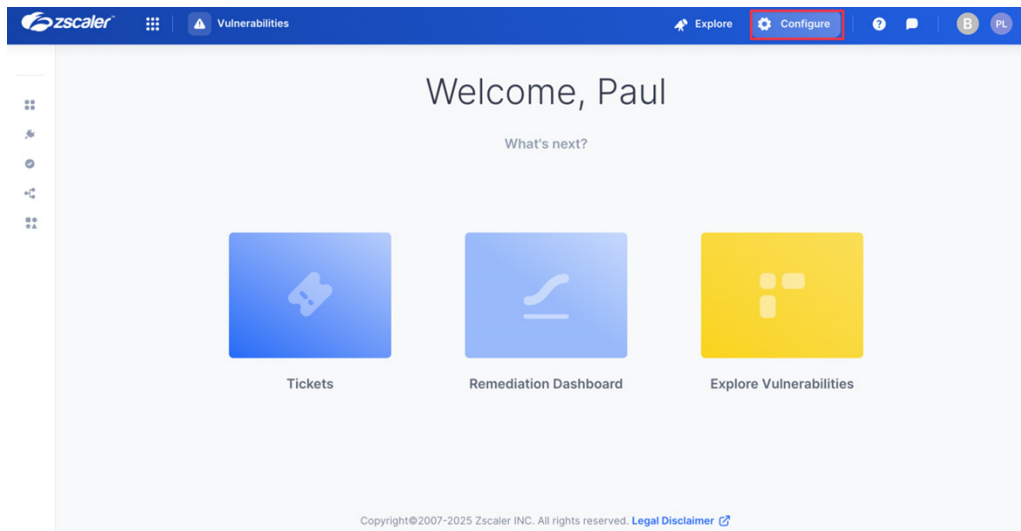 zscaler
Vulnerabilities
Explore
Configure
?
B
PL
Welcome, Paul
What's next?
Tickets
Remediation Dashboard
Explore Vulnerabilities
Copyright©2007-2025 Zscaler INC. All rights reserved. Legal Disclaimer